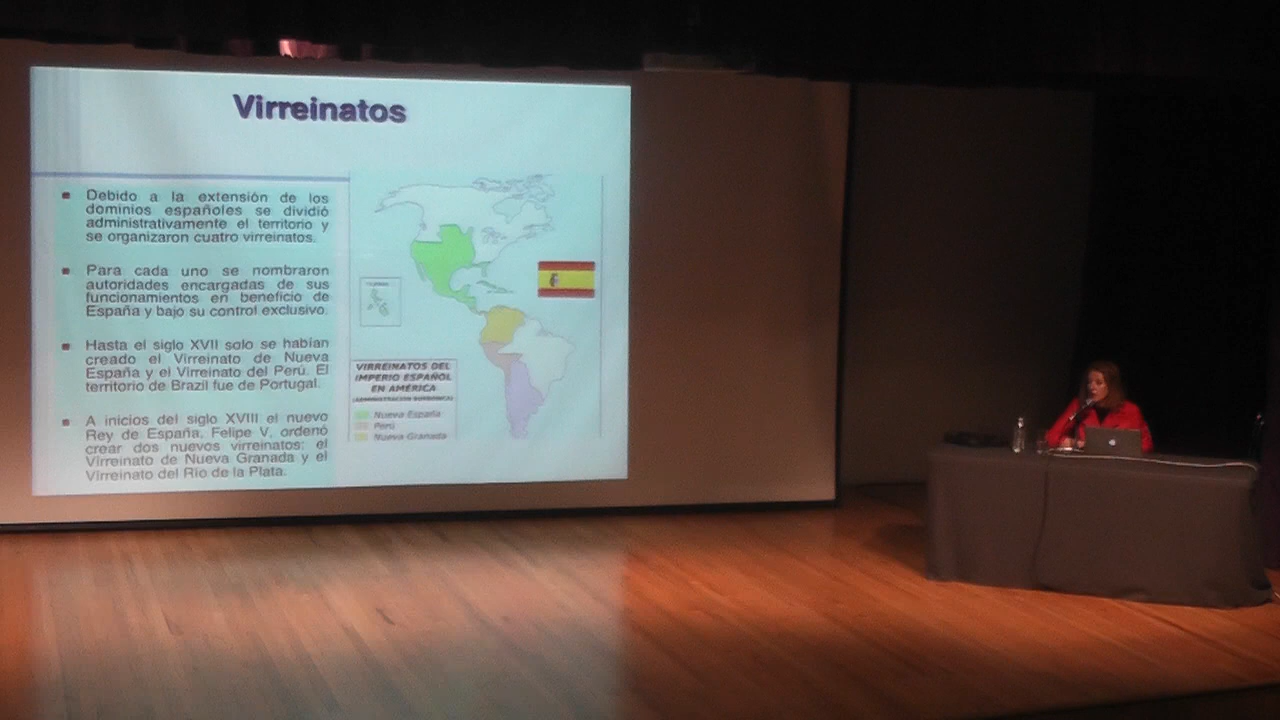 Virreinatos
Debido a la extensión de los
dominios españoles se dividió
administrativamente el territorio y
se organizaron cuatro virreinatos.
Para cada uno se nombraron
autoridades encargadas de sus
funcionamientos en beneficio de
España y bajo su control exclusivo.
Hasta el siglo XVII solo se habían
creado el Virreinato de Nueva
España y el Virreinato del Perú. El
territorio de Brazil fue de Portugal.
A inicios del siglo XVIII el nuevo
Rey de España, Felipe V, ordenó
crear dos nuevos virreinatos: el
Virreinato de Nueva Granada y el
Virreinato del Río de la Plata.
VIRREINATOS DEL
IMPERIO ESPAÑOL
EN AMÉRICA
(ADMINISTRACIÓN BORBÓNICA)
Nueva España
Perú
Nueva Granada